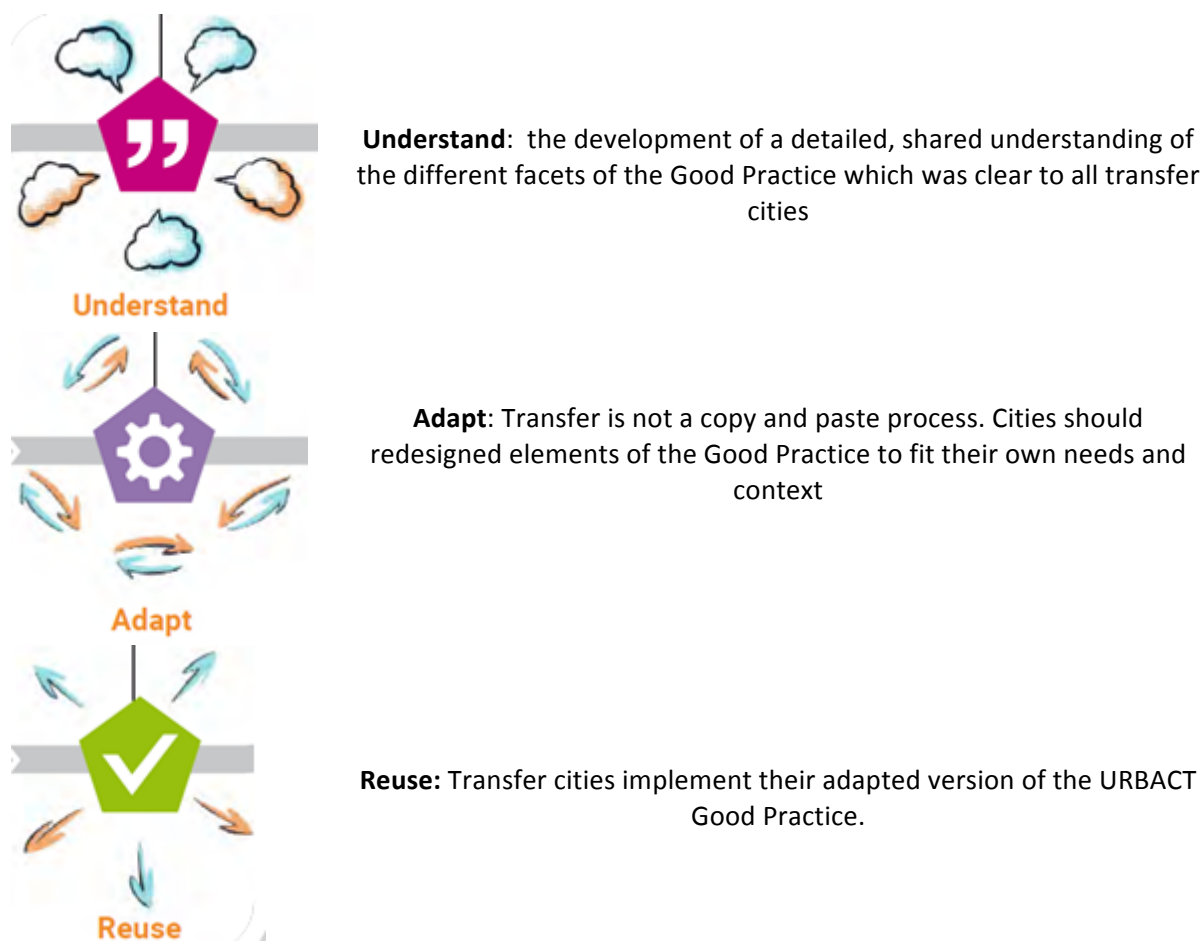 Understand:  the development of a detailed, shared understanding of
the different facets of the Good Practice which was clear to all transfer
cities
Understand
Adapt: Transfer is not a copy and paste process. Cities should
redesigned elements of the Good Practice to fit their own needs and
context
Adapt
Reuse: Transfer cities implement their adapted version of the URBACT
Good Practice.
Reuse